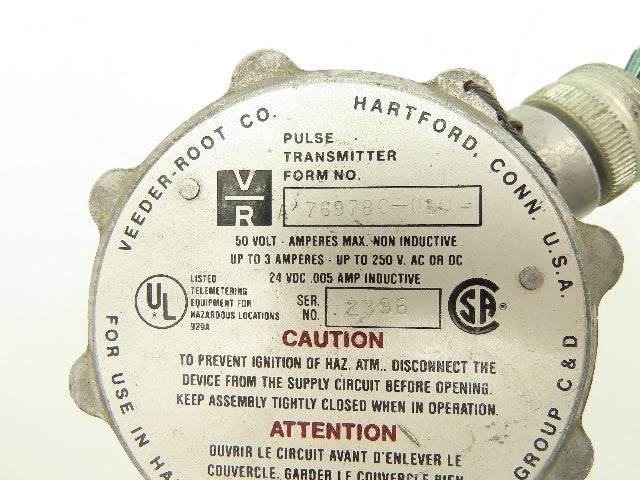 VEEDER-ROOT CO. HARTFORD, CONN. U.S.A.
PULSE
TRANSMITTER
FORM NO.
V
R
50 VOLT - AMPERES MAX. NON INDUCTIVE
UP TO 3 AMPERES - UP TO 250 V. AC OR DC
24 VDC .005 AMP INDUCTIVE
UL
LISTED
TELEMETERING
EQUIPMENT FOR
HAZARDOUS LOCATIONS
929A
SER.
NO. 2396
SA
CAUTION
TO PREVENT IGNITION OF HAZ. ATM., DISCONNECT THE
DEVICE FROM THE SUPPLY CIRCUIT BEFORE OPENING.
KEEP ASSEMBLY TIGHTLY CLOSED WHEN IN OPERATION.
ATTENTION
OUVRIR LE CIRCUIT AVANT D'ENLEVER LE
COUVERCLE. GARDER LE COUVERCLE BIEN
FOR USE IN HA
GROUP C & D